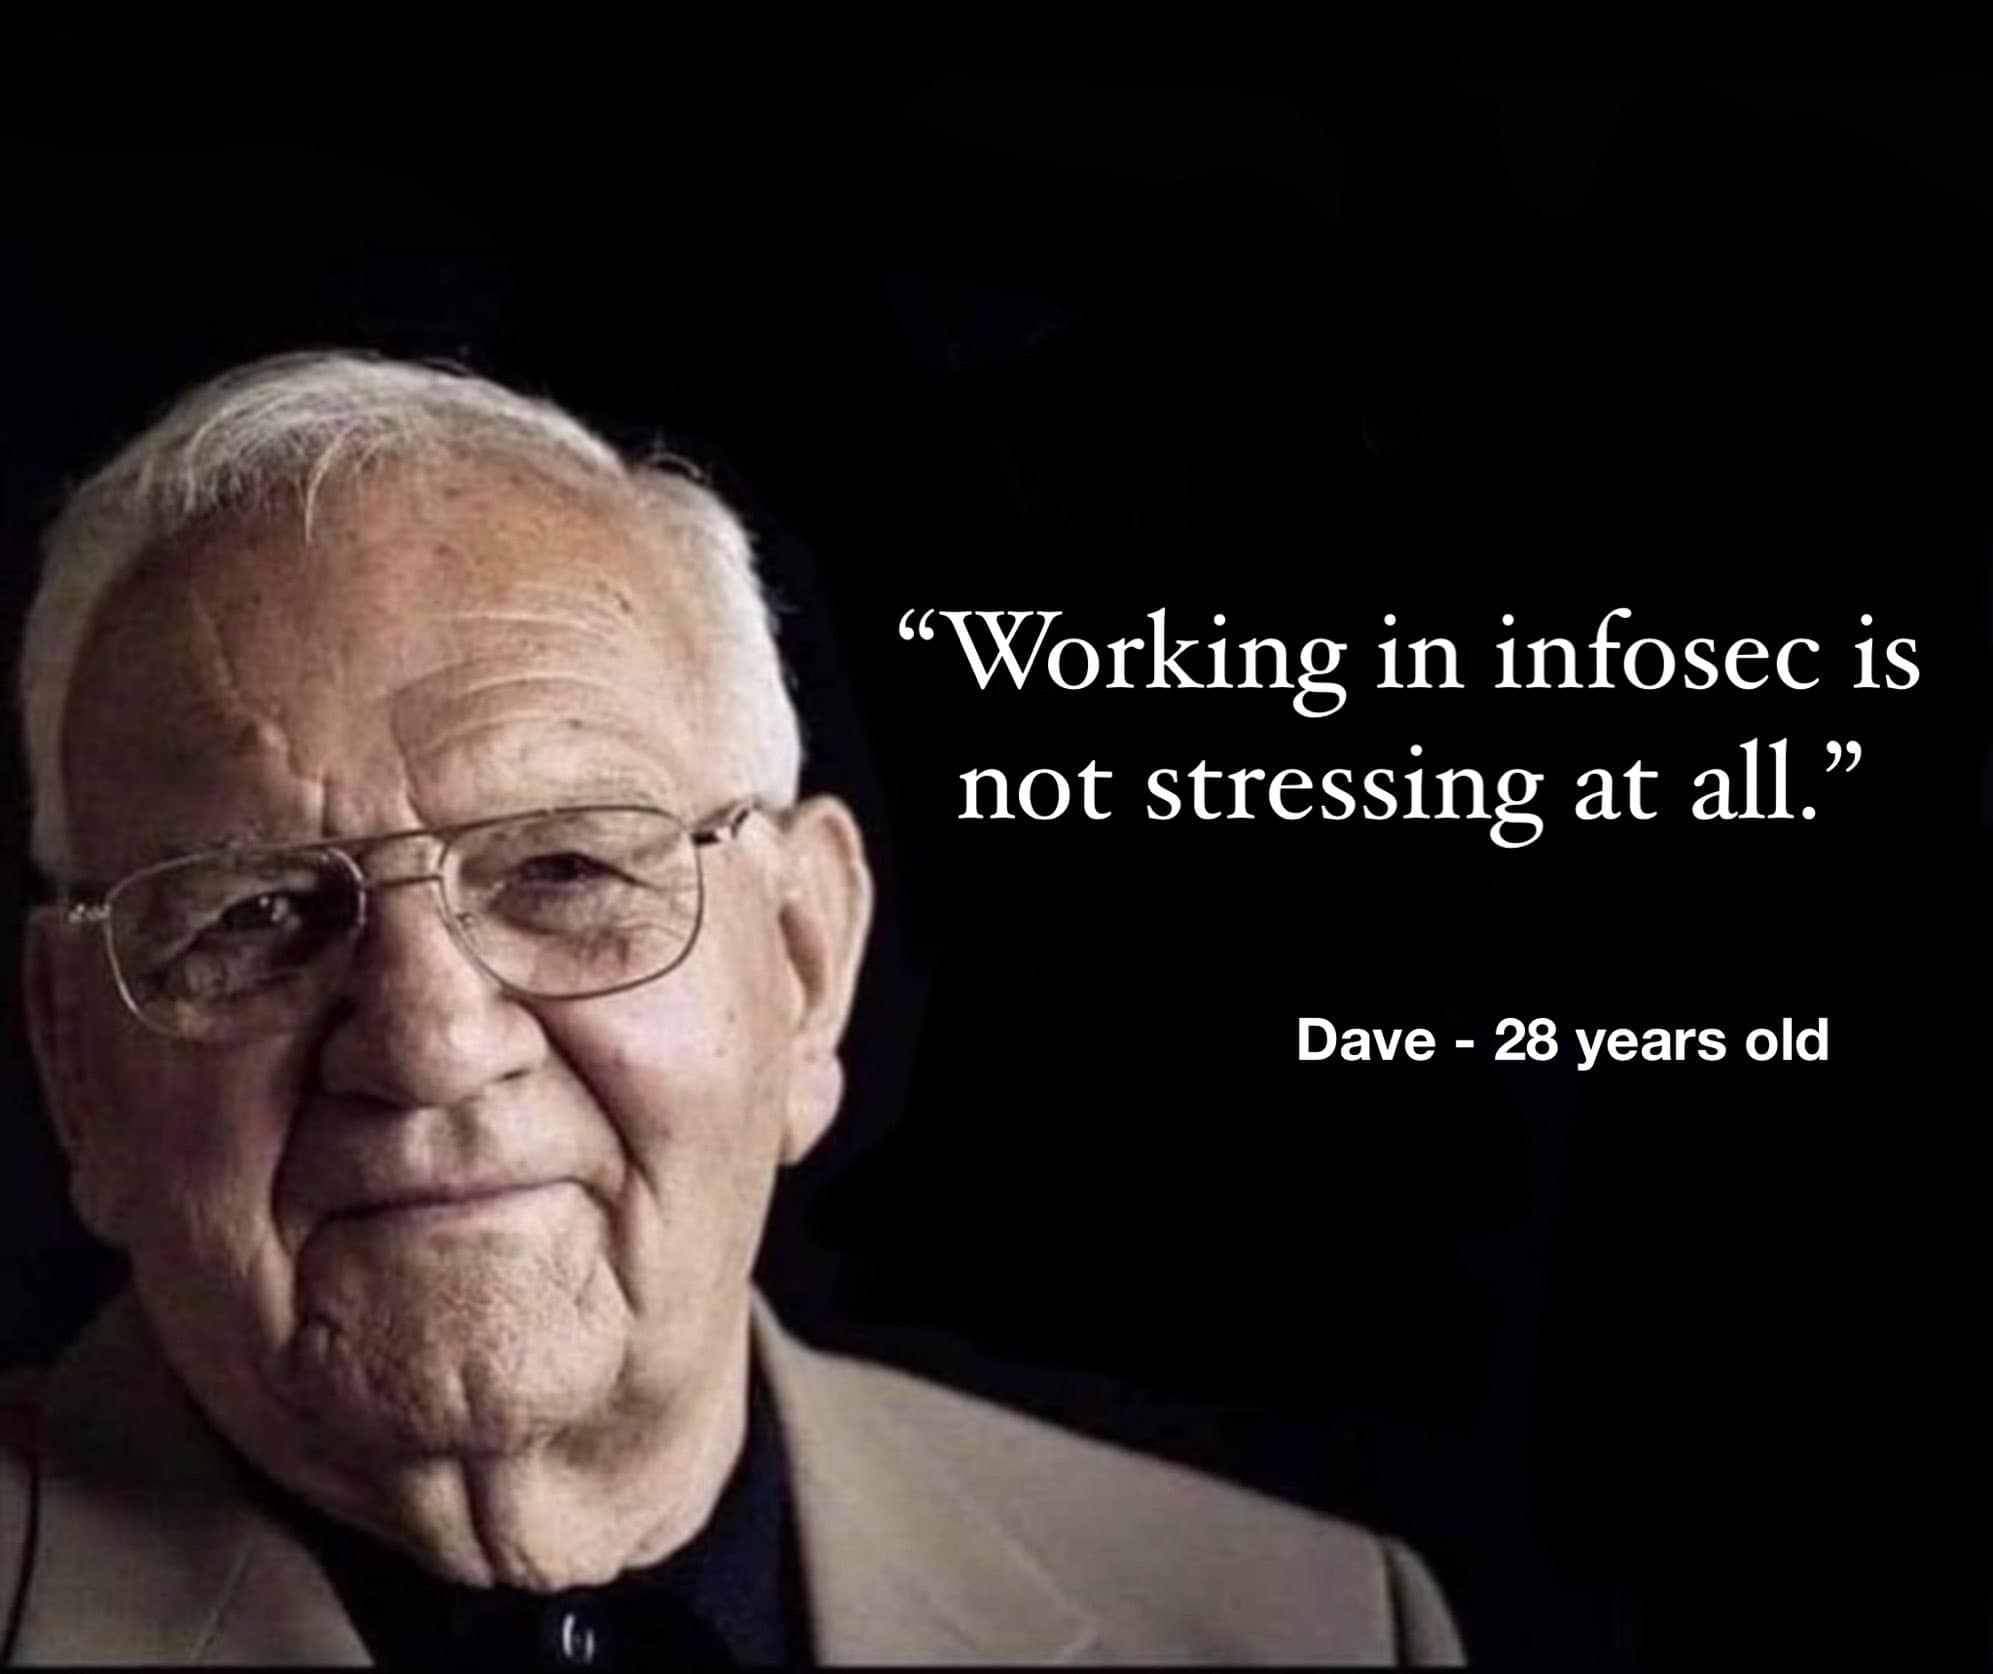 “Working in infosec is
not stressing at all.”
Dave - 28 years old